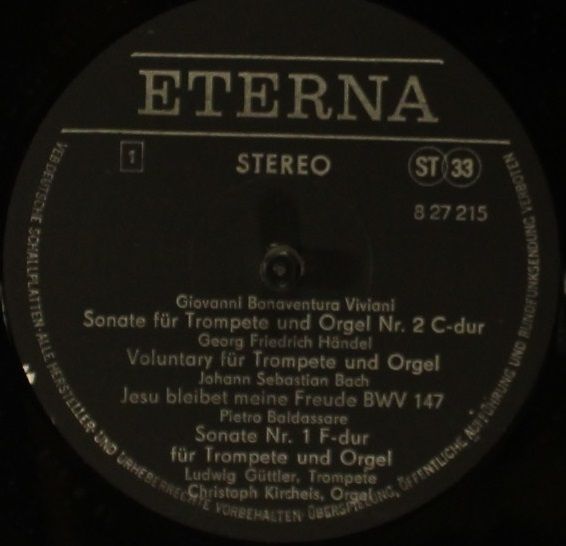 ETERNA
1
STEREO
ST 33
8 27 215
Giovanni Bonaventura Viviani
Sonate für Trompete und Orgel Nr. 2 C-dur
Georg Friedrich Händel
Voluntary für Trompete und Orgel
Johann Sebastian Bach
Jesu bleibet meine Freude BWV 147
Pietro Baldassare
Sonate Nr. 1 F-dur
für Trompete und Orgel
Ludwig Güttler, Trompete
Christoph Kircheis, Orgel
VEB DEUTSCHE SCHALLPLATTEN · ALLE HERSTELLER- UND URHEBERRECHTE VORBEHALTEN · ÜBERSPIELUNG, ÖFFENTLICHE AUFFÜHRUNG UND RUNDFUNKSENDUNG VERBOTEN